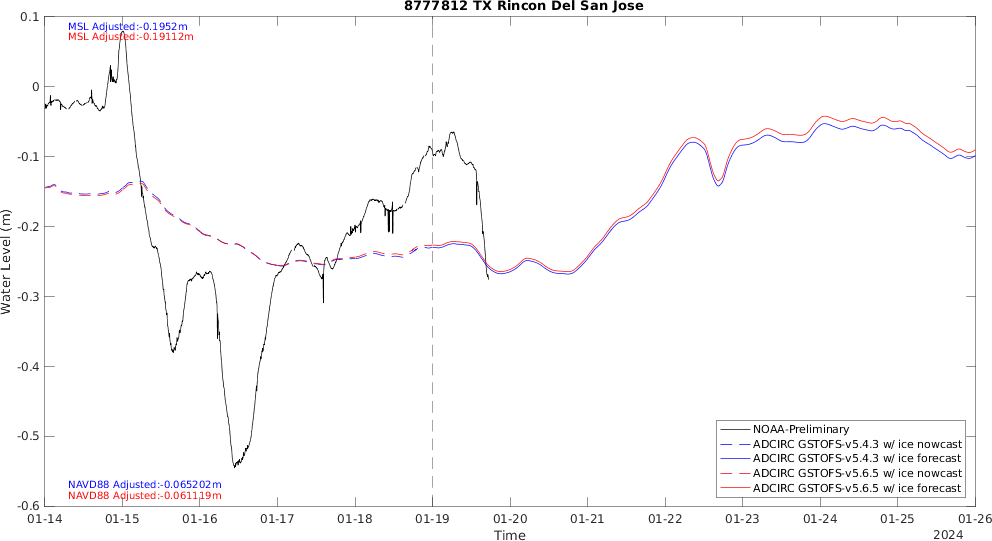 8777812 TX Rincon Del San Jose
MSL Adjusted:-0.1952m
MSL Adjusted:-0.19112m
0.1
0
-0.1
-0.2
-0.3
-0.4
-0.5
-0.6
Water Level (m)
NAVD88 Adjusted:-0.065202m
NAVD88 Adjusted:-0.061119m
NOAA-Preliminary
ADCIRC GSTOFS-v5.4.3 w/ ice nowcast
ADCIRC GSTOFS-v5.4.3 w/ ice forecast
ADCIRC GSTOFS-v5.6.5 w/ ice nowcast
ADCIRC GSTOFS-v5.6.5 w/ ice forecast
01-14 01-15 01-16 01-17 01-18 01-19 01-20 01-21 01-22 01-23 01-24 01-25 01-26
Time
2024